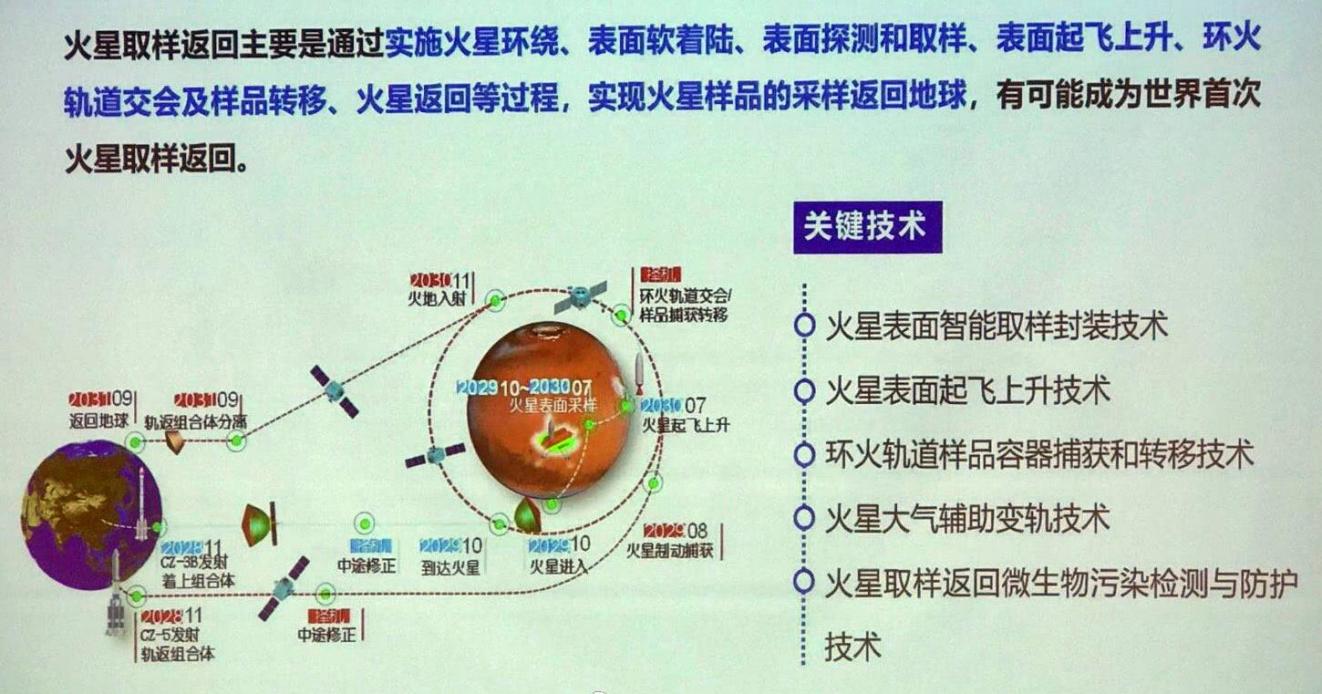 火星取样返回主要是通过实施火星环绕、表面软着陆、表面探测和取样、表面起飞上升、环火
轨道交会及样品转移、火星返回等过程，实现火星样品的采样返回地球，有可能成为世界首次
火星取样返回。
关键技术
火星表面智能取样封装技术
火星表面起飞上升技术
环火轨道样品容器捕获和转移技术
火星大气辅助变轨技术
火星取样返回微生物污染检测与防护
技术
2030.11
火地入射
择机
环火轨道交会/
样品捕获转移
2029.10~2030.07
火星表面采样
2030.07
火星起飞上升
2031.09
返回地球
2031.09
轨返组合体分离
2028.11
CZ-3B发射
着上组合体
择机
中途修正
2029.10
到达火星
2029.10
火星进入
2029.08
火星制动捕获
2028.11
CZ-5发射
轨返组合体
择机
中途修正